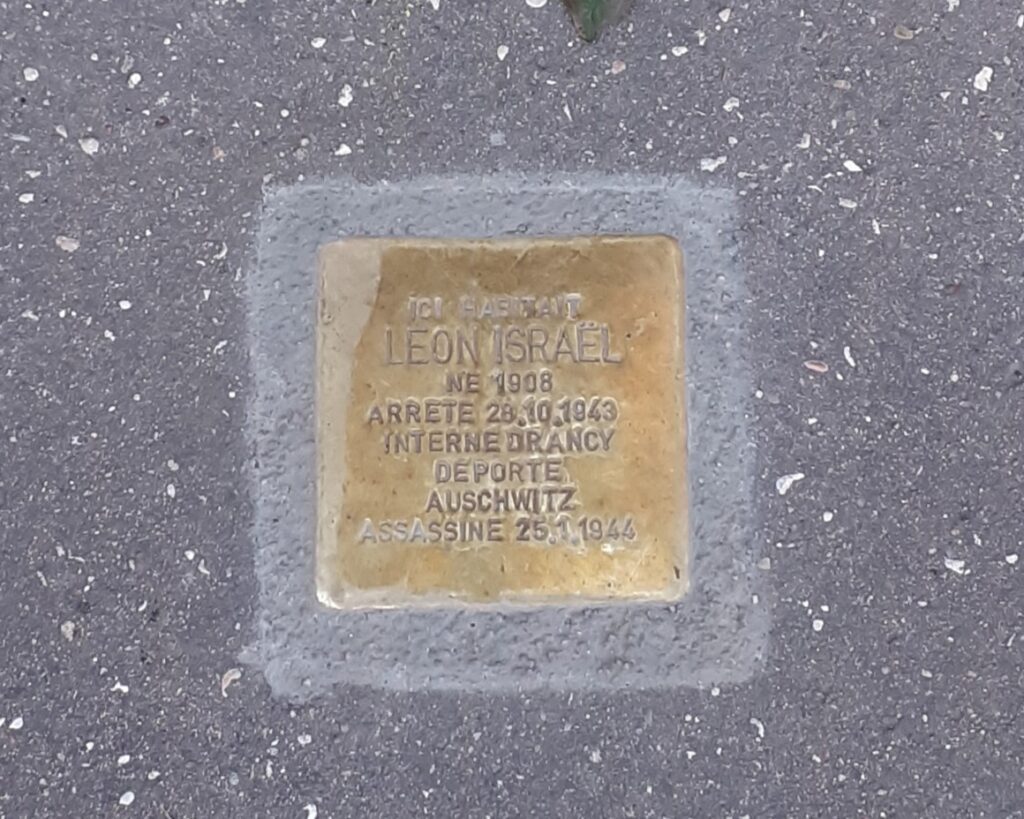 ICI HABITAIT
LEON ISRAËL
NE 1908
ARRETE 28.10.1943
INTERNE DRANCY
DEPORTE
AUSCHWITZ
ASSASSINE 25.1.1944